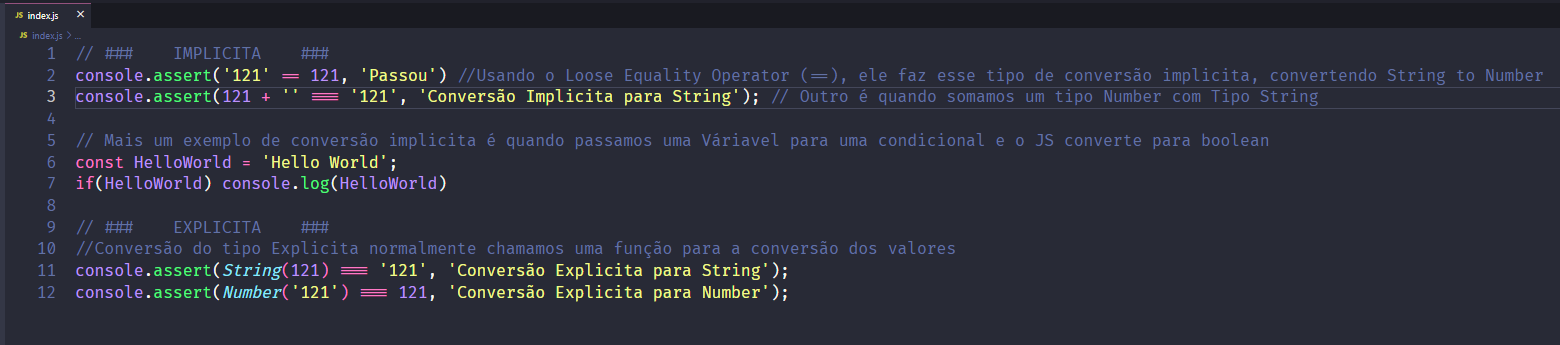 JS index.js ×
JS index.js > ...
1 // ### IMPLICITA ###
2 console.assert('121' == 121, 'Passou') //Usando o Loose Equality Operator (==), ele faz esse tipo de conversão implicita, convertendo String to Number
3 console.assert(121 + '' === '121', 'Conversão Implicita para String'); // Outro é quando somamos um tipo Number com Tipo String
4
5 // Mais um exemplo de conversão implicita é quando passamos uma Váriavel para uma condicional e o JS converte para boolean
6 const HelloWorld = 'Hello World';
7 if(HelloWorld) console.log(HelloWorld)
8
9 // ### EXPLICITA ###
10 //Conversão do tipo Explicita normalmente chamamos uma função para a conversão dos valores
11 console.assert(String(121) === '121', 'Conversão Explicita para String');
12 console.assert(Number('121') === 121, 'Conversão Explicita para Number');